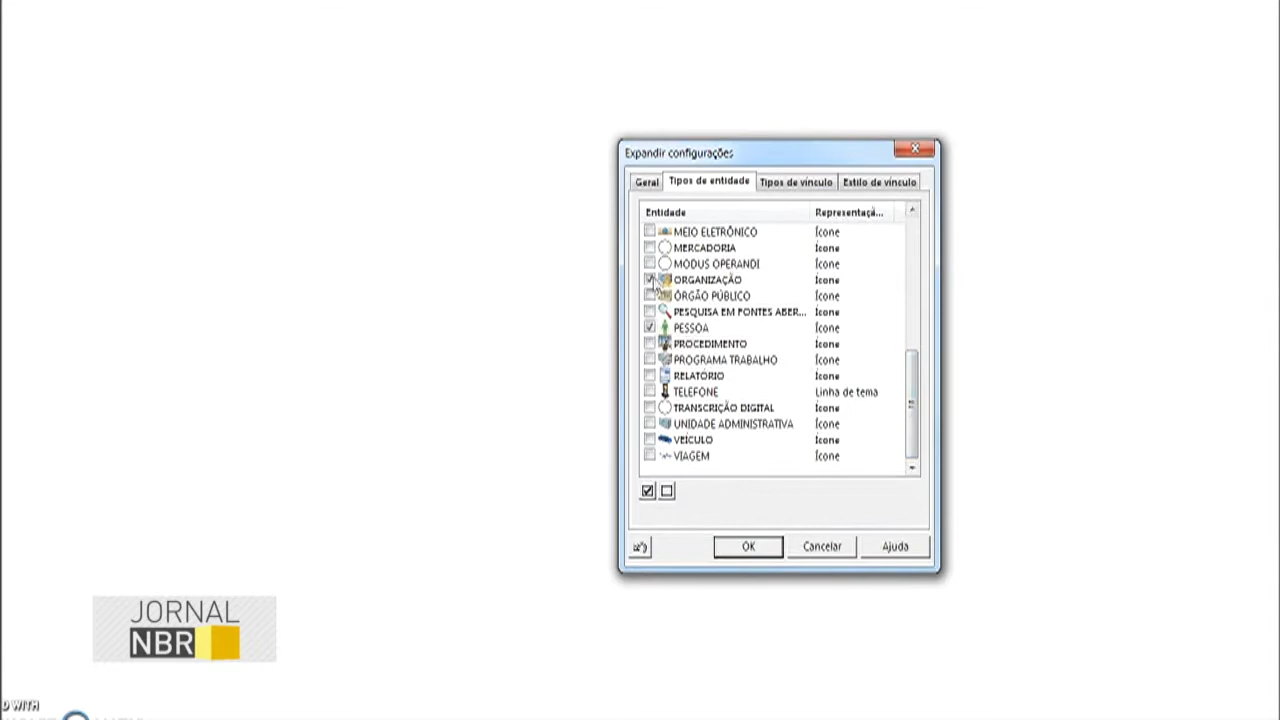 Expandir configurações
Geral Tipos de entidade Tipos de vínculo Estilo de vínculo
Entidade Representaçã...
MEIO ELETRÔNICO Ícone
MERCADORIA Ícone
MODUS OPERANDI Ícone
ORGANIZAÇÃO Ícone
ÓRGÃO PÚBLICO Ícone
PESQUISA EM FONTES ABER... Ícone
PESSOA Ícone
PROCEDIMENTO Ícone
PROGRAMA TRABALHO Ícone
RELATÓRIO Ícone
TELEFONE Linha de tema
TRANSCRIÇÃO DIGITAL Ícone
UNIDADE ADMINISTRATIVA Ícone
VEÍCULO Ícone
VIAGEM Ícone
OK Cancelar Ajuda
JORNAL
NBR
D WITH